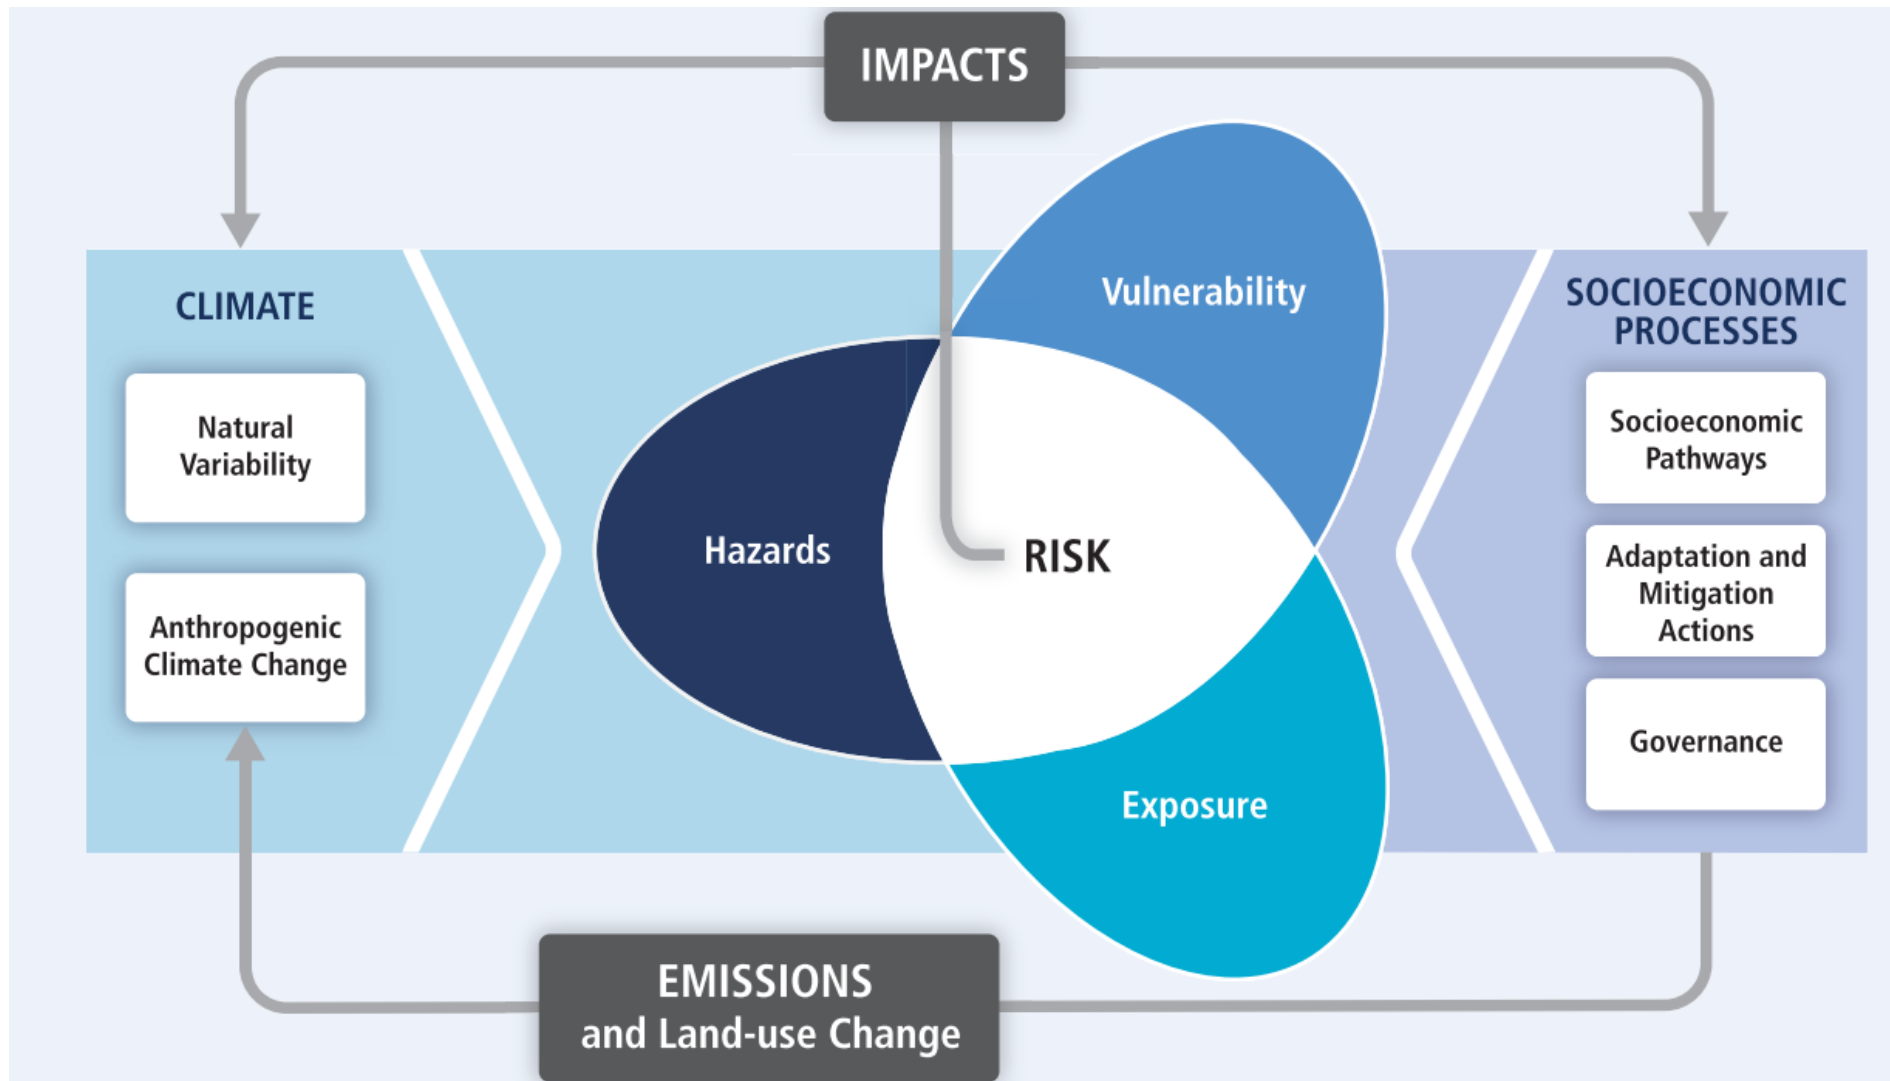 IMPACTS
CLIMATE
Natural
Variability
Anthropogenic
Climate Change
Hazards
Vulnerability
RISK
Exposure
SOCIOECONOMIC
PROCESSES
Socioeconomic
Pathways
Adaptation and
Mitigation
Actions
Governance
EMISSIONS
and Land-use Change